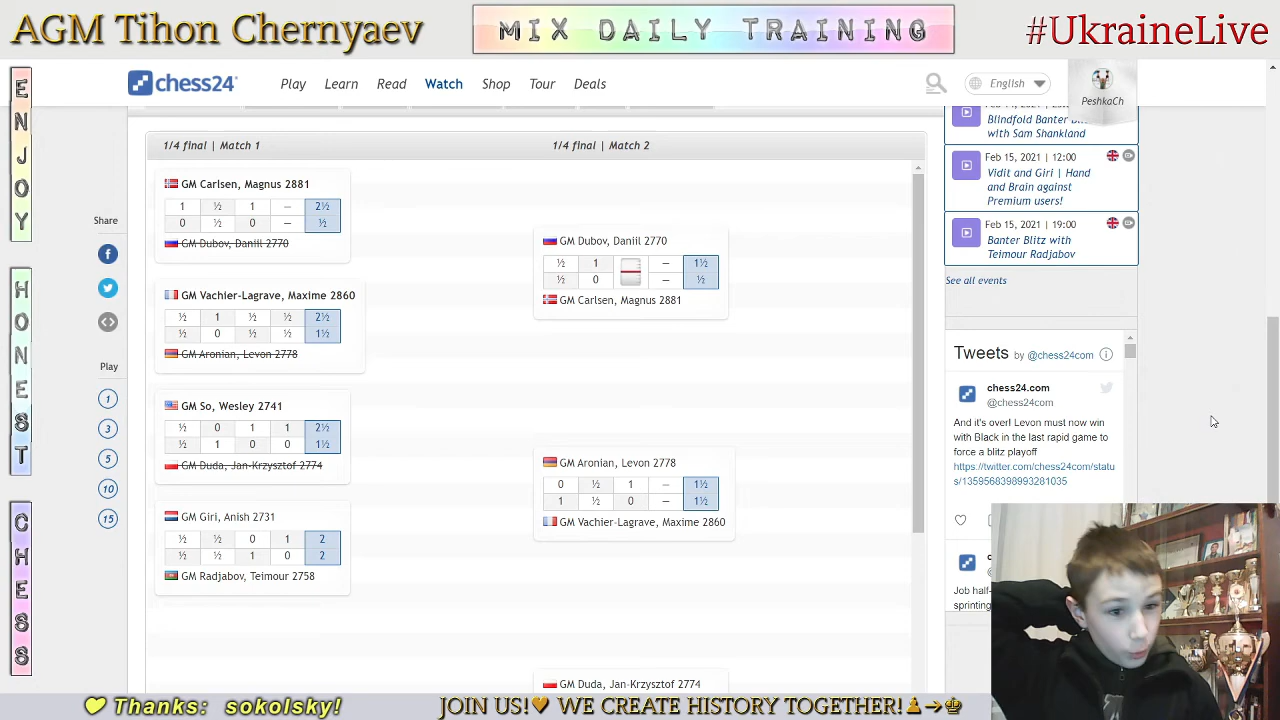 AGM Tihon Chernyaev
MIX DAILY TRAINING
#UkraineLive
ENJOY
HONEST
CHESS
chess24
Play Learn Read Watch Shop Tour Deals
English
PeshkaCh
Share
Play
1
3
5
10
15
1/4 final | Match 1
GM Carlsen, Magnus 2881
1 ½ 1 – 2½
0 ½ 0 – ½
GM Dubov, Daniil 2770
GM Vachier-Lagrave, Maxime 2860
½ 1 ½ ½ 2½
½ 0 ½ ½ 1½
GM Aronian, Levon 2778
GM So, Wesley 2741
½ 0 1 1 2½
½ 1 0 0 1½
GM Duda, Jan-Krzysztof 2774
GM Giri, Anish 2731
½ ½ 0 1 2
½ ½ 1 0 2
GM Radjabov, Teimour 2758
1/4 final | Match 2
GM Dubov, Daniil 2770
½ 1 – 1½
½ 0 – ½
GM Carlsen, Magnus 2881
GM Aronian, Levon 2778
0 ½ 1 – 1½
1 ½ 0 – 1½
GM Vachier-Lagrave, Maxime 2860
GM Duda, Jan-Krzysztof 2774
Blindfold Banter Bl
with Sam Shankland
Feb 15, 2021 | 12:00
Vidit and Giri | Hand
and Brain against
Premium users!
Feb 15, 2021 | 19:00
Banter Blitz with
Teimour Radjabov
See all events
Tweets by @chess24com
chess24.com
@chess24com
And it's over! Levon must now win
with Black in the last rapid game to
force a blitz playoff
https://twitter.com/chess24com/statu
s/1359568398993281035
chess24.com
@chess24com
Job half-
sprinting
Thanks: sokolsky!
JOIN US! WE CREATE HISTORY TOGETHER!